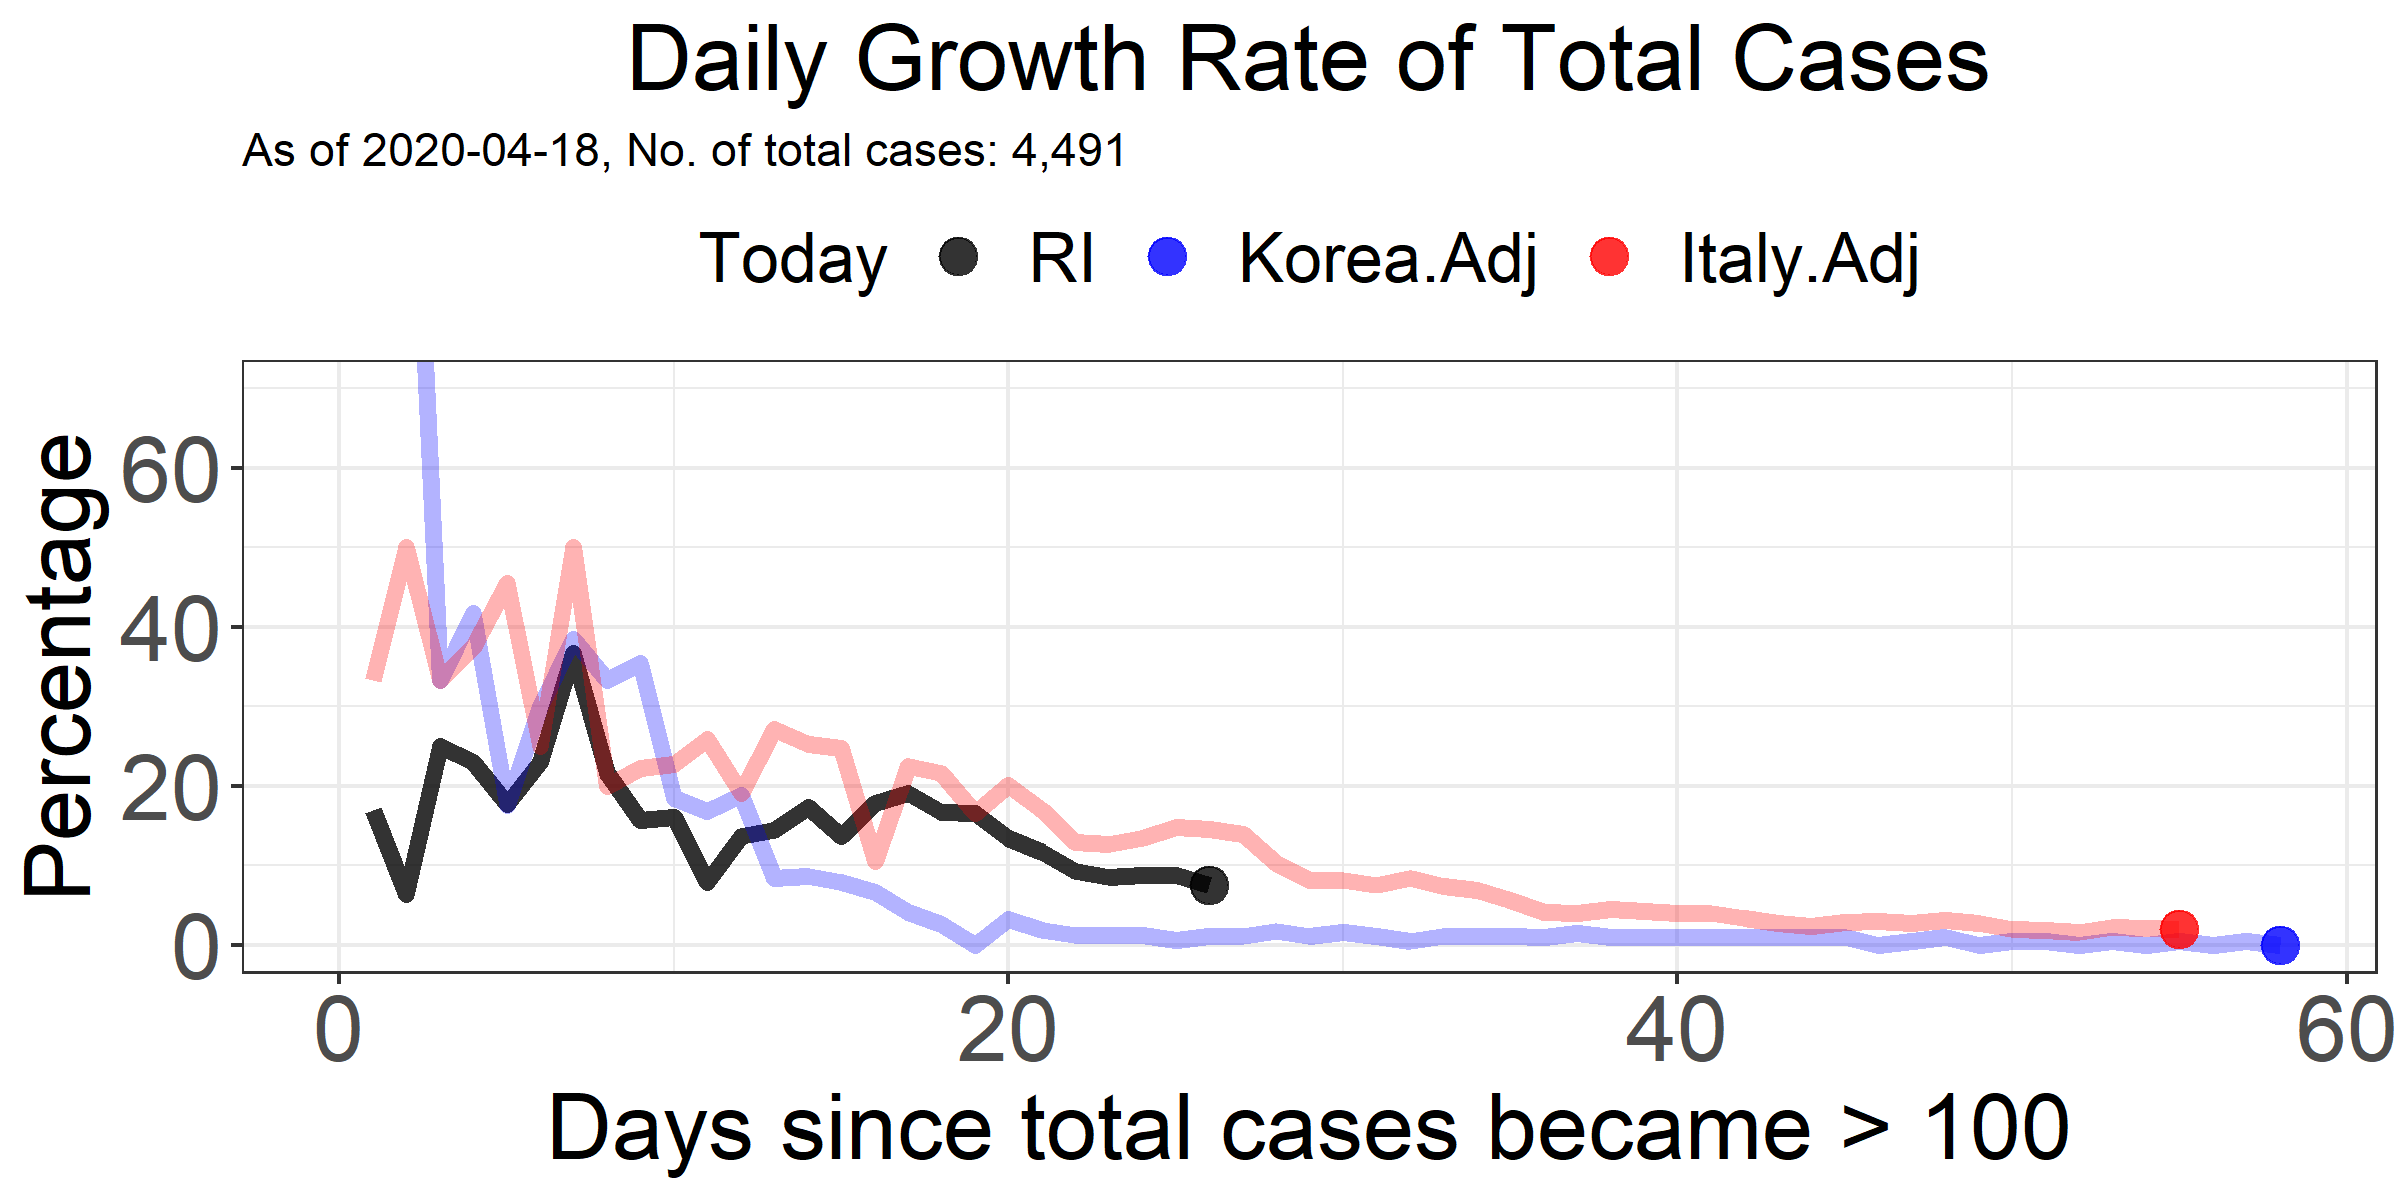 Daily Growth Rate of Total Cases
As of 2020-04-18, No. of total cases: 4,491
Today RI Korea.Adj Italy.Adj
Percentage
60
40
20
0
0 20 40 60
Days since total cases became > 100